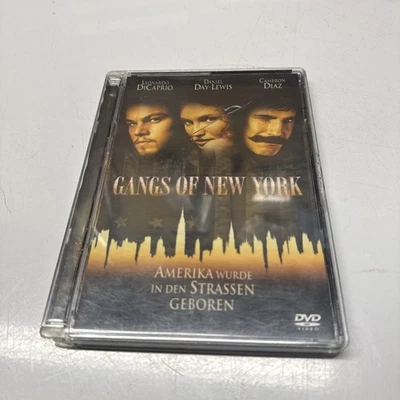 LEONARDO DICAPRIO DANIEL DAY-LEWIS CAMERON DIAZ
GANGS OF NEW YORK
AMERIKA WURDE
IN DEN STRASSEN
GEBOREN
DVD
VIDEO